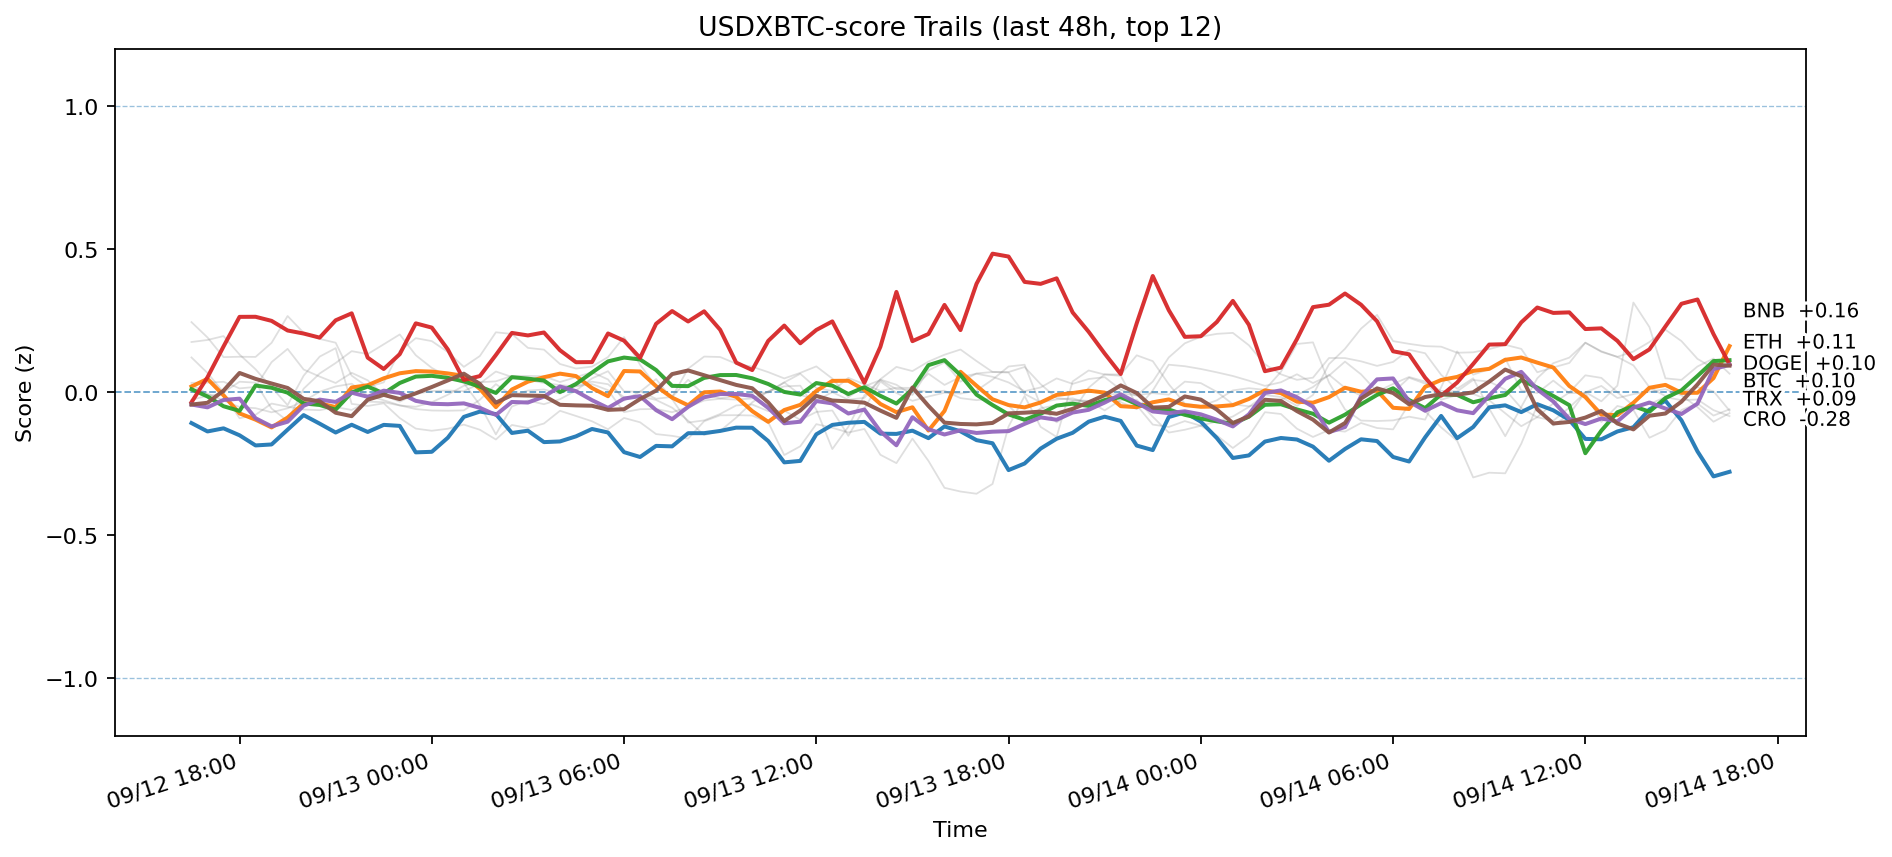 USDXBTC-score Trails (last 48h, top 12)
Score (z)
1.0
0.5
0.0
−0.5
−1.0
BNB +0.16
ETH +0.11
DOGE +0.10
BTC +0.10
TRX +0.09
CRO -0.28
09/12 18:00
09/13 00:00
09/13 06:00
09/13 12:00
09/13 18:00
09/14 00:00
09/14 06:00
09/14 12:00
09/14 18:00
Time